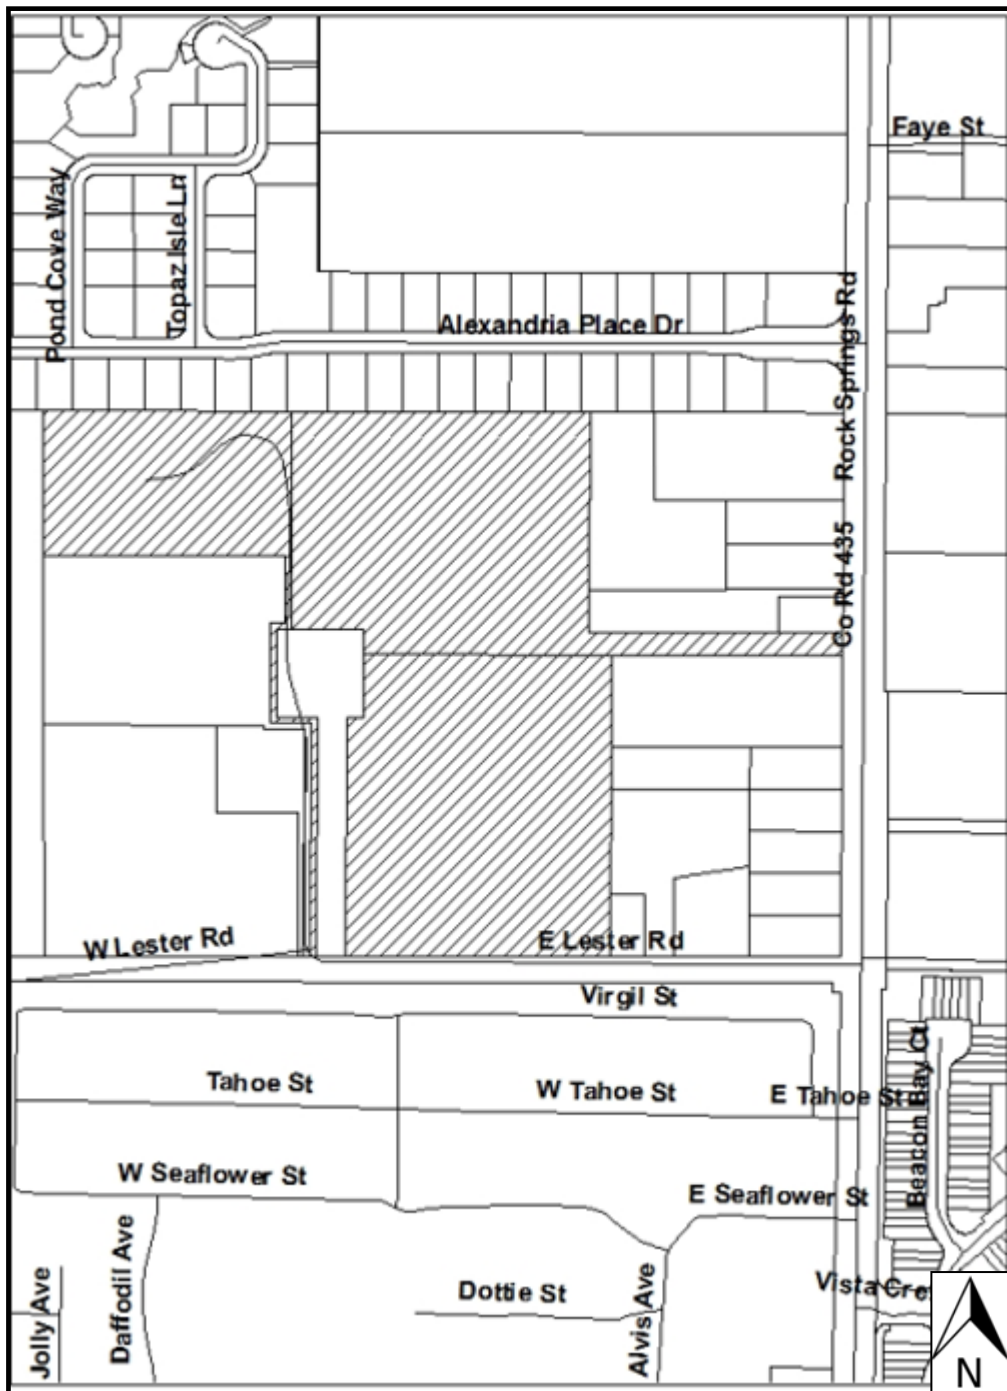 Faye St
Pond Cove Way
Topaz Isle Ln
Alexandria Place Dr
Rock Springs Rd
Co Rd 435
W Lester Rd
E Lester Rd
Virgil St
Tahoe St
W Tahoe St
E Tahoe St
Beacon Bay Ct
W Seaflower St
E Seaflower St
Daffodil Ave
Jolly Ave
Dottie St
Alvis Ave
Vista Cre
N